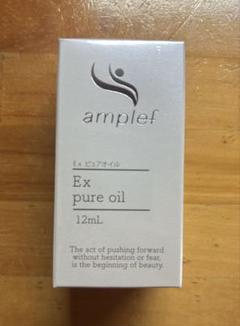 amplef
Ex ピュアオイル
Ex
pure oil
12mL
The act of pushing forward
without hesitation or fear,
is the beginning of beauty.